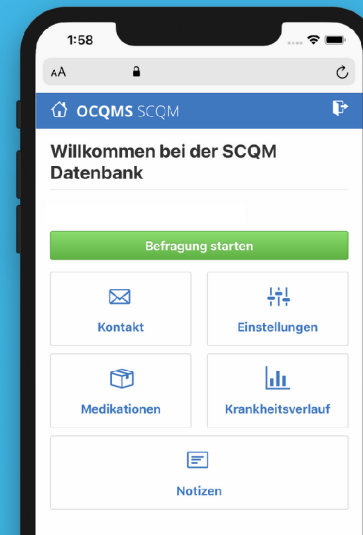 1:58
AA
OCQMS SCQM
Willkommen bei der SCQM
Datenbank
Befragung starten
Kontakt
Einstellungen
Medikationen
Krankheitsverlauf
Notizen